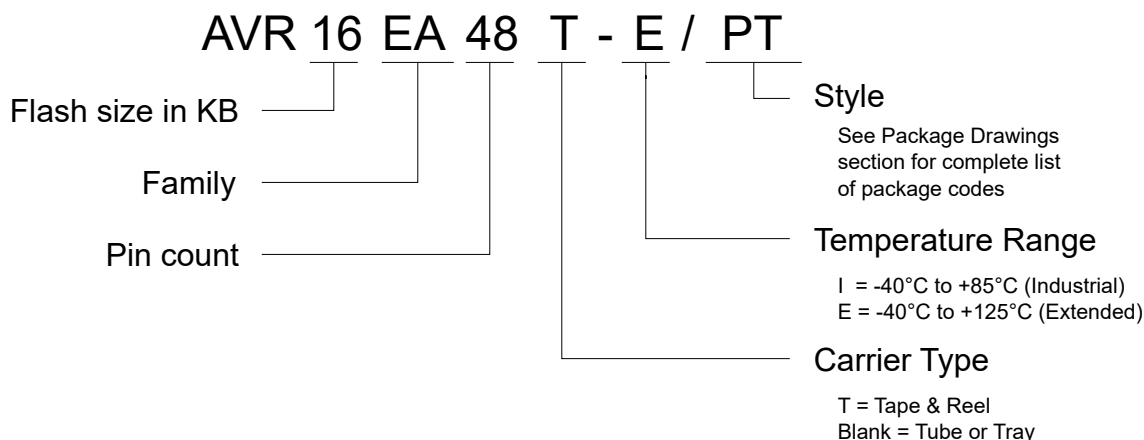 AVR 16 EA 48 T - E / PT
Flash size in KB
Family
Pin count
Style
See Package Drawings
section for complete list
of package codes
Temperature Range
I = -40°C to +85°C (Industrial)
E = -40°C to +125°C (Extended)
Carrier Type
T = Tape & Reel
Blank = Tube or Tray